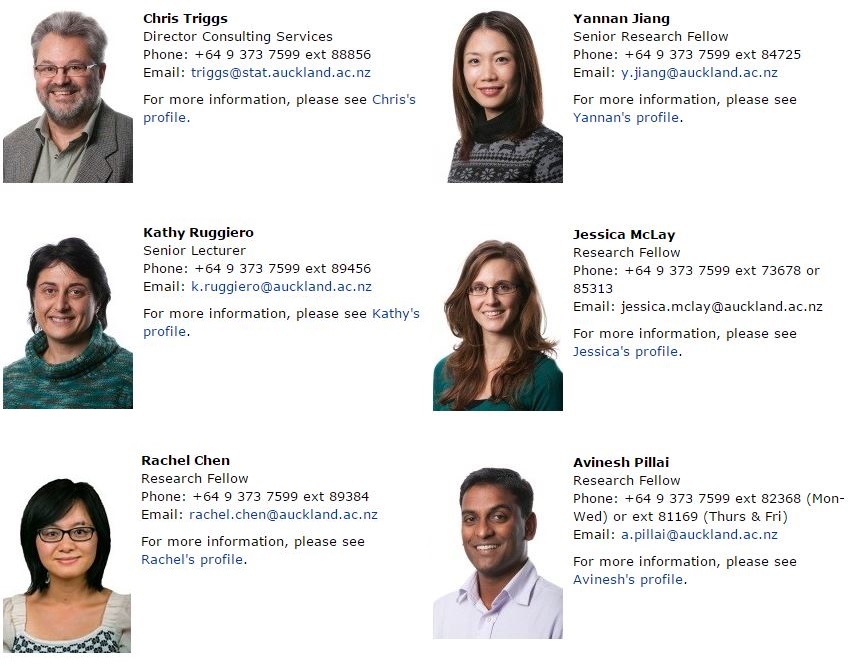 Chris Triggs
Director Consulting Services
Phone: +64 9 373 7599 ext 88856
Email: triggs@stat.auckland.ac.nz
For more information, please see Chris's
profile.
Yannan Jiang
Senior Research Fellow
Phone: +64 9 373 7599 ext 84725
Email: y.jiang@auckland.ac.nz
For more information, please see
Yannan's profile.
Kathy Ruggiero
Senior Lecturer
Phone: +64 9 373 7599 ext 89456
Email: k.ruggiero@auckland.ac.nz
For more information, please see Kathy's
profile.
Jessica McLay
Research Fellow
Phone: +64 9 373 7599 ext 73678 or
85313
Email: jessica.mclay@auckland.ac.nz
For more information, please see
Jessica's profile.
Rachel Chen
Research Fellow
Phone: +64 9 373 7599 ext 89384
Email: rachel.chen@auckland.ac.nz
For more information, please see
Rachel's profile.
Avinesh Pillai
Research Fellow
Phone: +64 9 373 7599 ext 82368 (Mon-
Wed) or ext 81169 (Thurs & Fri)
Email: a.pillai@auckland.ac.nz
For more information, please see
Avinesh's profile.